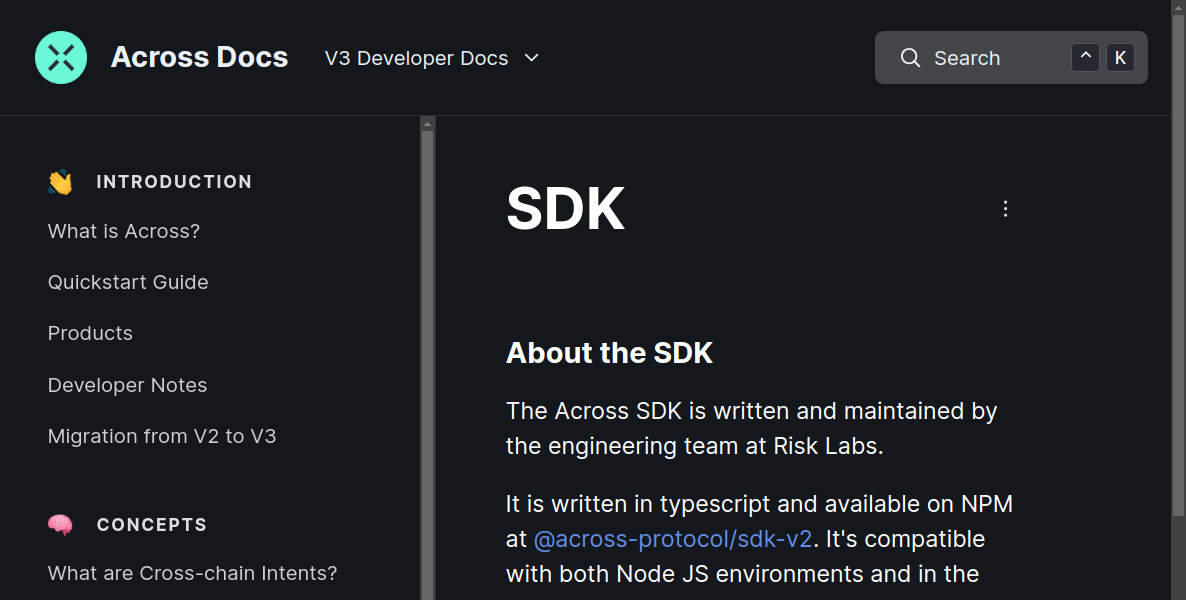 Across Docs
V3 Developer Docs
Search
^ K
INTRODUCTION
What is Across?
Quickstart Guide
Products
Developer Notes
Migration from V2 to V3
CONCEPTS
What are Cross-chain Intents?
SDK
About the SDK
The Across SDK is written and maintained by
the engineering team at Risk Labs.
It is written in typescript and available on NPM
at @across-protocol/sdk-v2. It's compatible
with both Node JS environments and in the